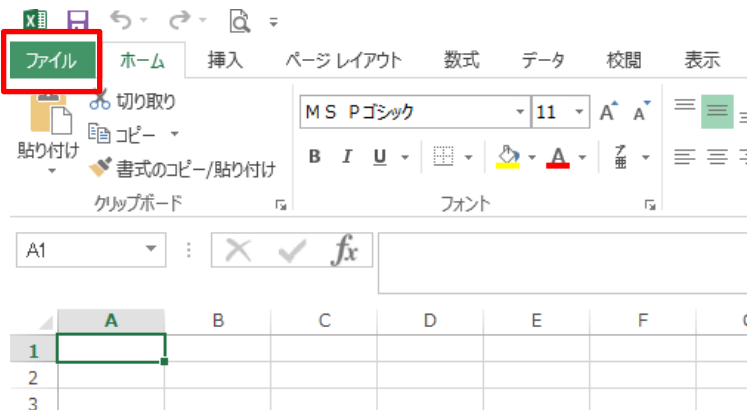 ファイル ホーム 挿入 ページ レイアウト 数式 データ 校閲 表示
切り取り
コピー
貼り付け
書式のコピー/貼り付け
クリップボード
ＭＳ Ｐゴシック 11 A A
B I U A ア亜
フォント
A1 fx
A B C D E F
1
2
3